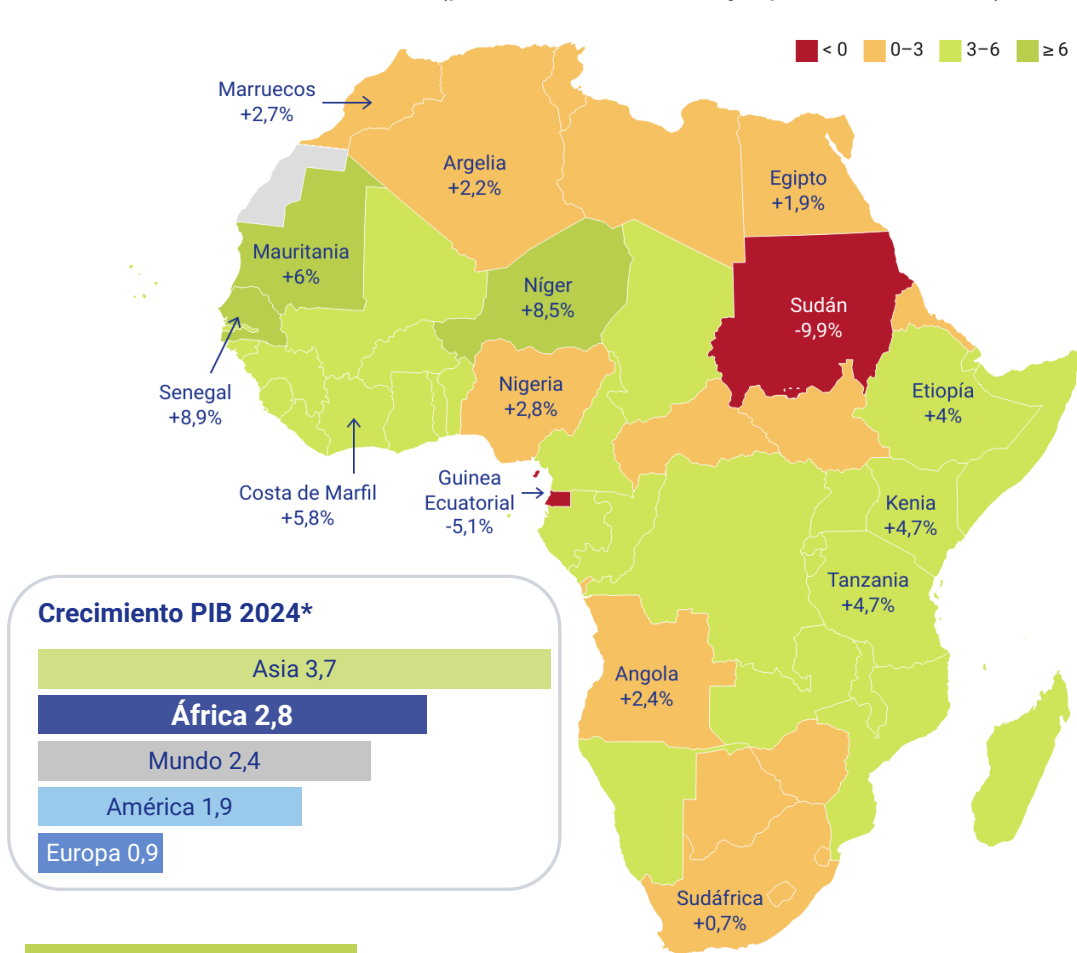 < 0
0–3
3–6
≥ 6
Marruecos
+2,7%
Argelia
+2,2%
Egipto
+1,9%
Mauritania
+6%
Níger
+8,5%
Sudán
-9,9%
Senegal
+8,9%
Nigeria
+2,8%
Etiopía
+4%
Costa de Marfil
+5,8%
Guinea
Ecuatorial
-5,1%
Kenia
+4,7%
Tanzania
+4,7%
Angola
+2,4%
Sudáfrica
+0,7%
Crecimiento PIB 2024*
Asia 3,7
África 2,8
Mundo 2,4
América 1,9
Europa 0,9